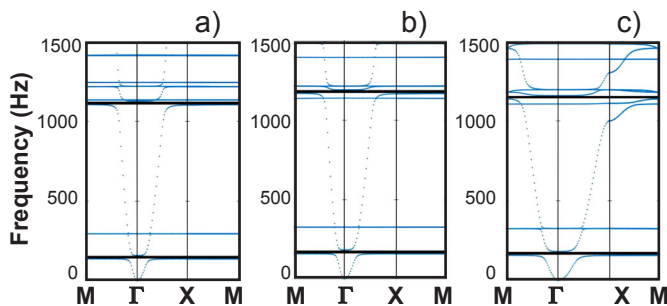 a) b) c)
Frequency (Hz)
1500 1500 1500
1000 1000 1000
500 500 500
0 0 0
M Γ X M M Γ X M M Γ X M